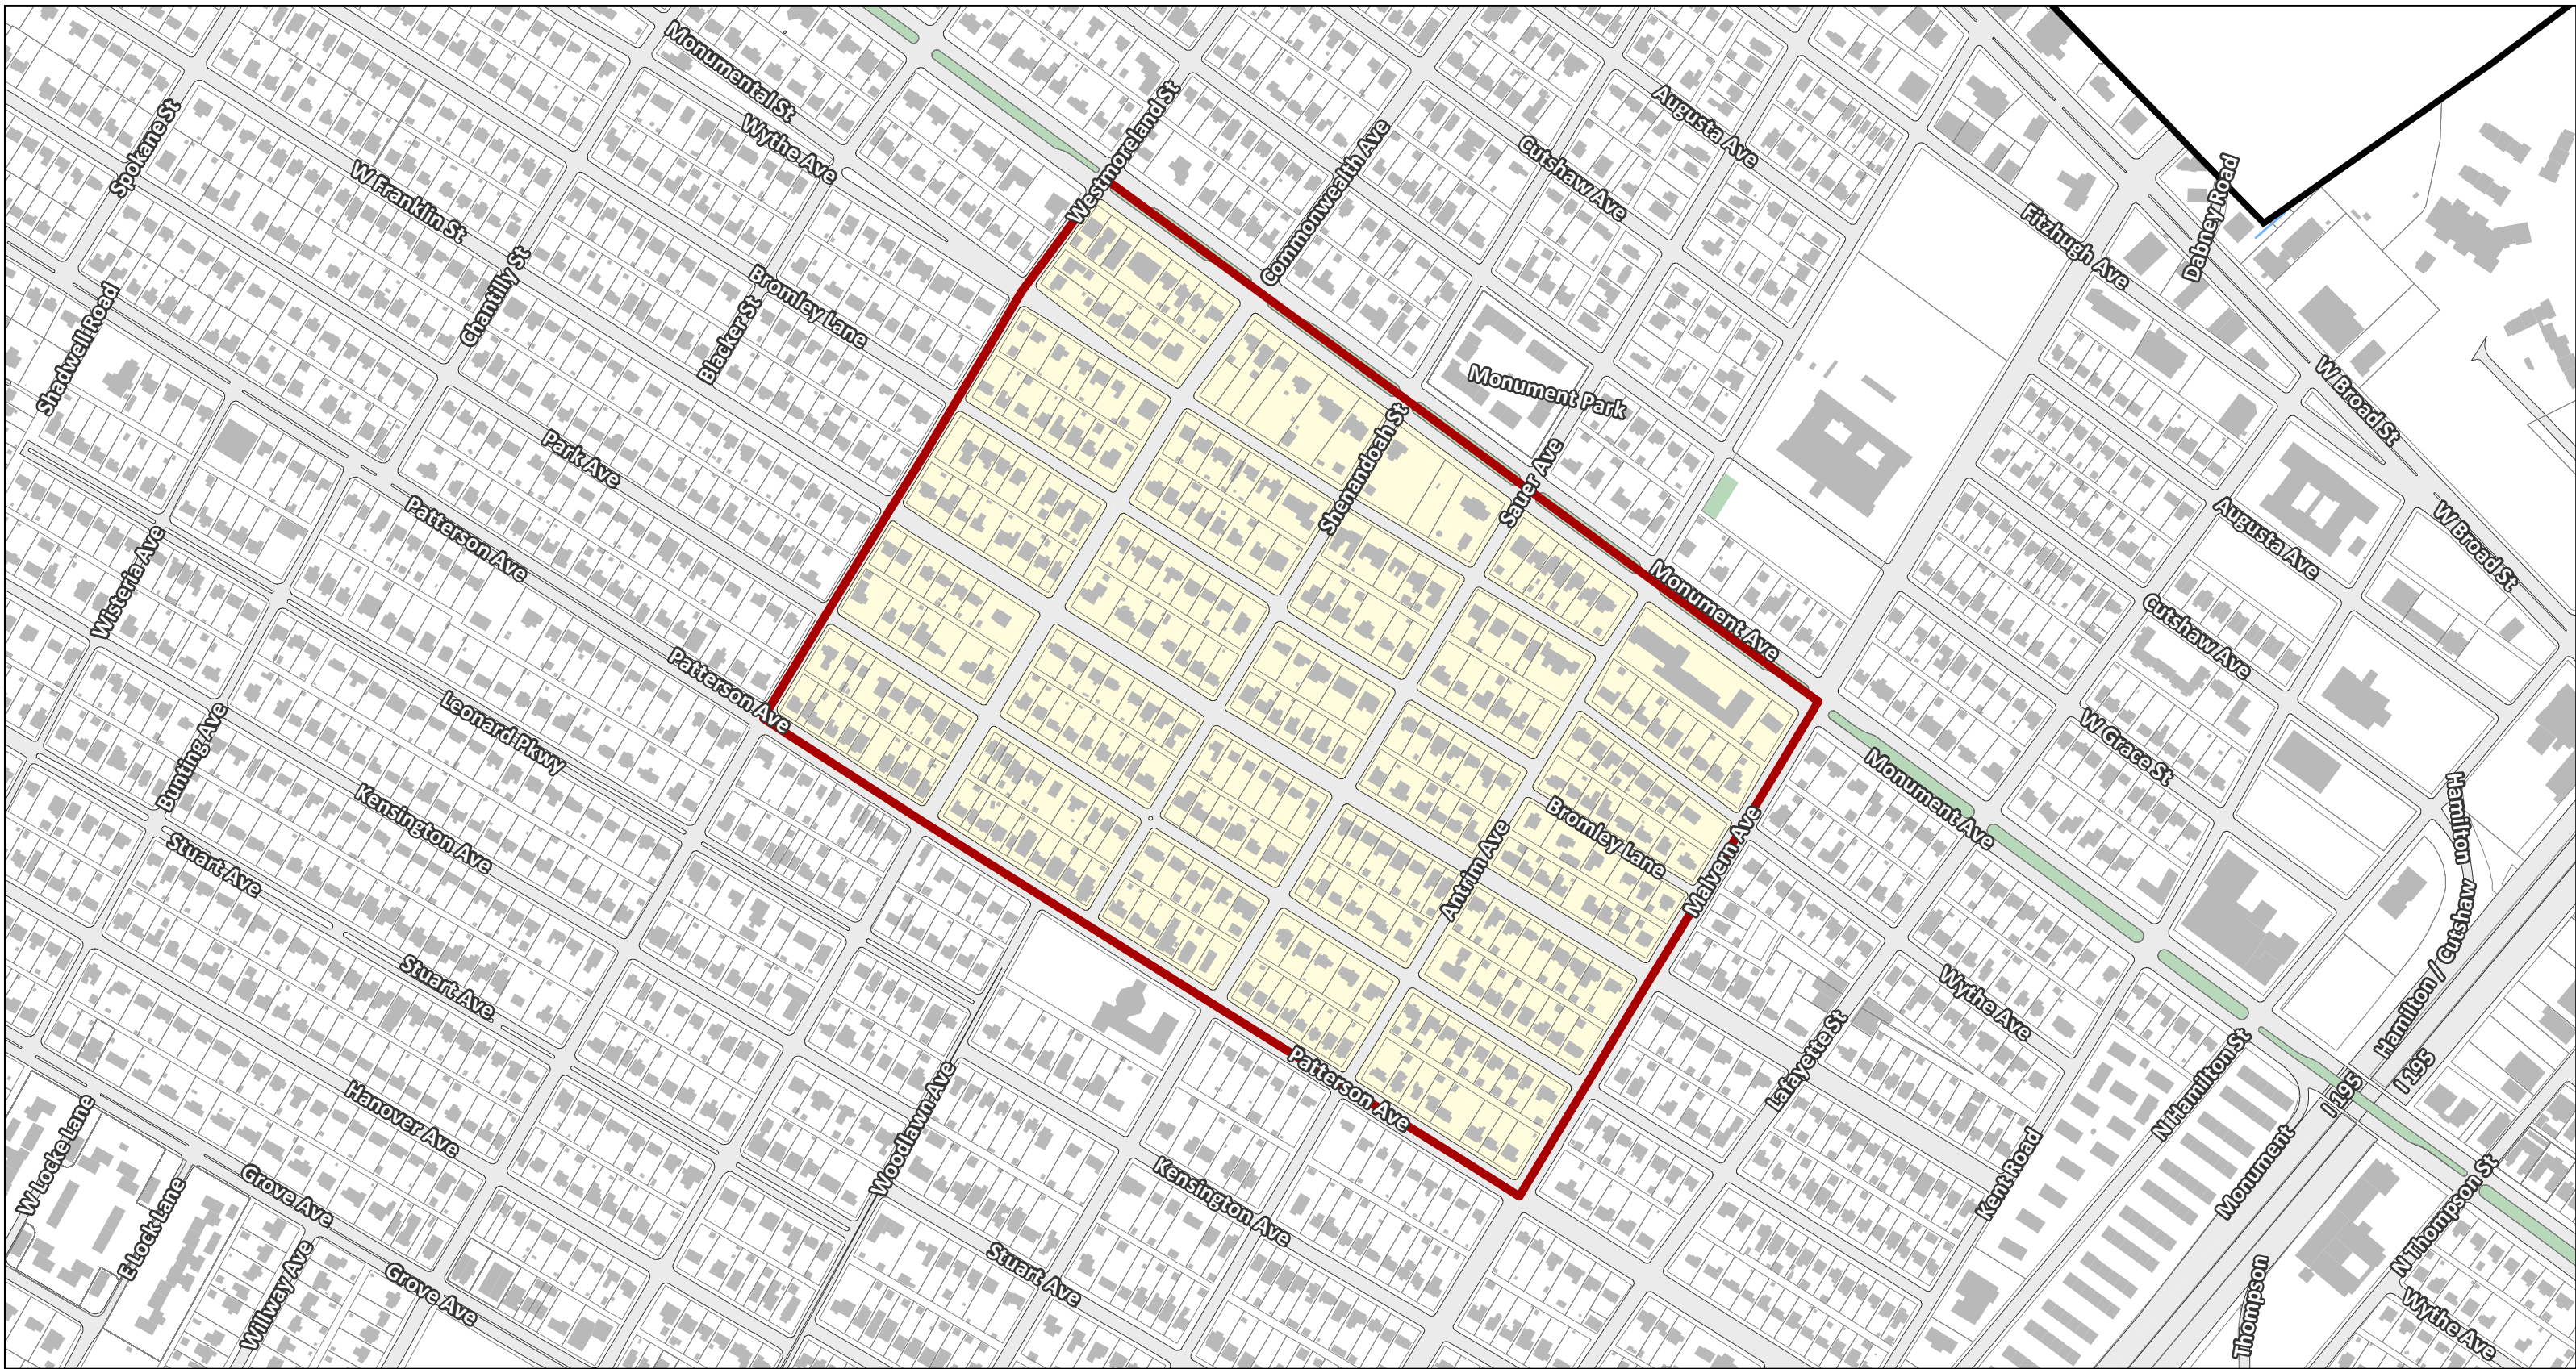 Monumental St
Westmoreland St
Spokane St
Wythe Ave
Augusta Ave
Commonwealth Ave
Cutshaw Ave
Dabney Road
W Franklin St
Fitzhugh Ave
Chantilly St
Bromley Lane
Shadwell Road
Blacker St
Monument Park
W Broad St
Shenandoah St
Park Ave
Sauer Ave
Patterson Ave
W Broad St
Augusta Ave
Wisteria Ave
Monument Ave
Cutshaw Ave
Patterson Ave
Leonard Pkwy
Bunting Ave
W Grace St
Monument Ave
Hamilton
Kensington Ave
Bromley Lane
Malvern Ave
Antrim Ave
Stuart Ave
Hamilton / Cutshaw
Stuart Ave
Wythe Ave
Lafayette St
N Hamilton St
I 195
I 195
Patterson Ave
Woodlawn Ave
Hanover Ave
W Locke Lane
Kent Road
Monument
Kensington Ave
Grove Ave
E Lock Lane
N Thompson St
Stuart Ave
Willway Ave
Grove Ave
Thompson
Wythe Ave